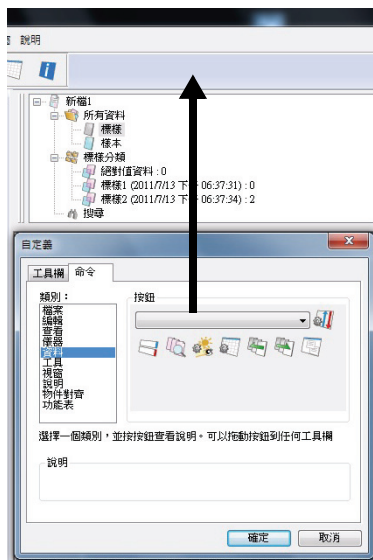 說明
新檔1
所有資料
標樣
樣本
標樣分類
絕對值資料 : 0
標樣1 (2011/7/13 下午 06:37:31) : 0
標樣2 (2011/7/13 下午 06:37:34) : 2
搜尋
自定義
工具欄 命令
類別：
按鈕
檔案
編輯
查看
儀器
資料
工具
視窗
說明
物件對齊
功能表
選擇一個類別，並按按鈕查看說明。可以拖動按鈕到任何工具欄
說明
確定 取消